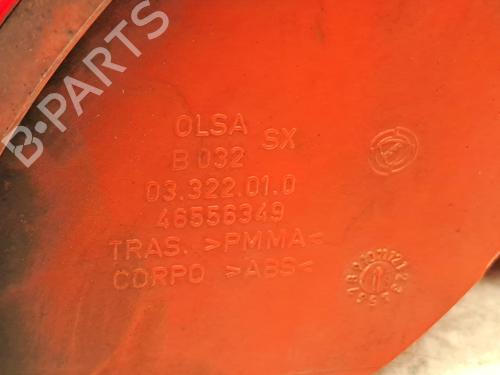 B-PARTS
OLSA SX
B 032
03.322.01.0
46556349
TRAS. >PMMA<
CORPO >ABS<